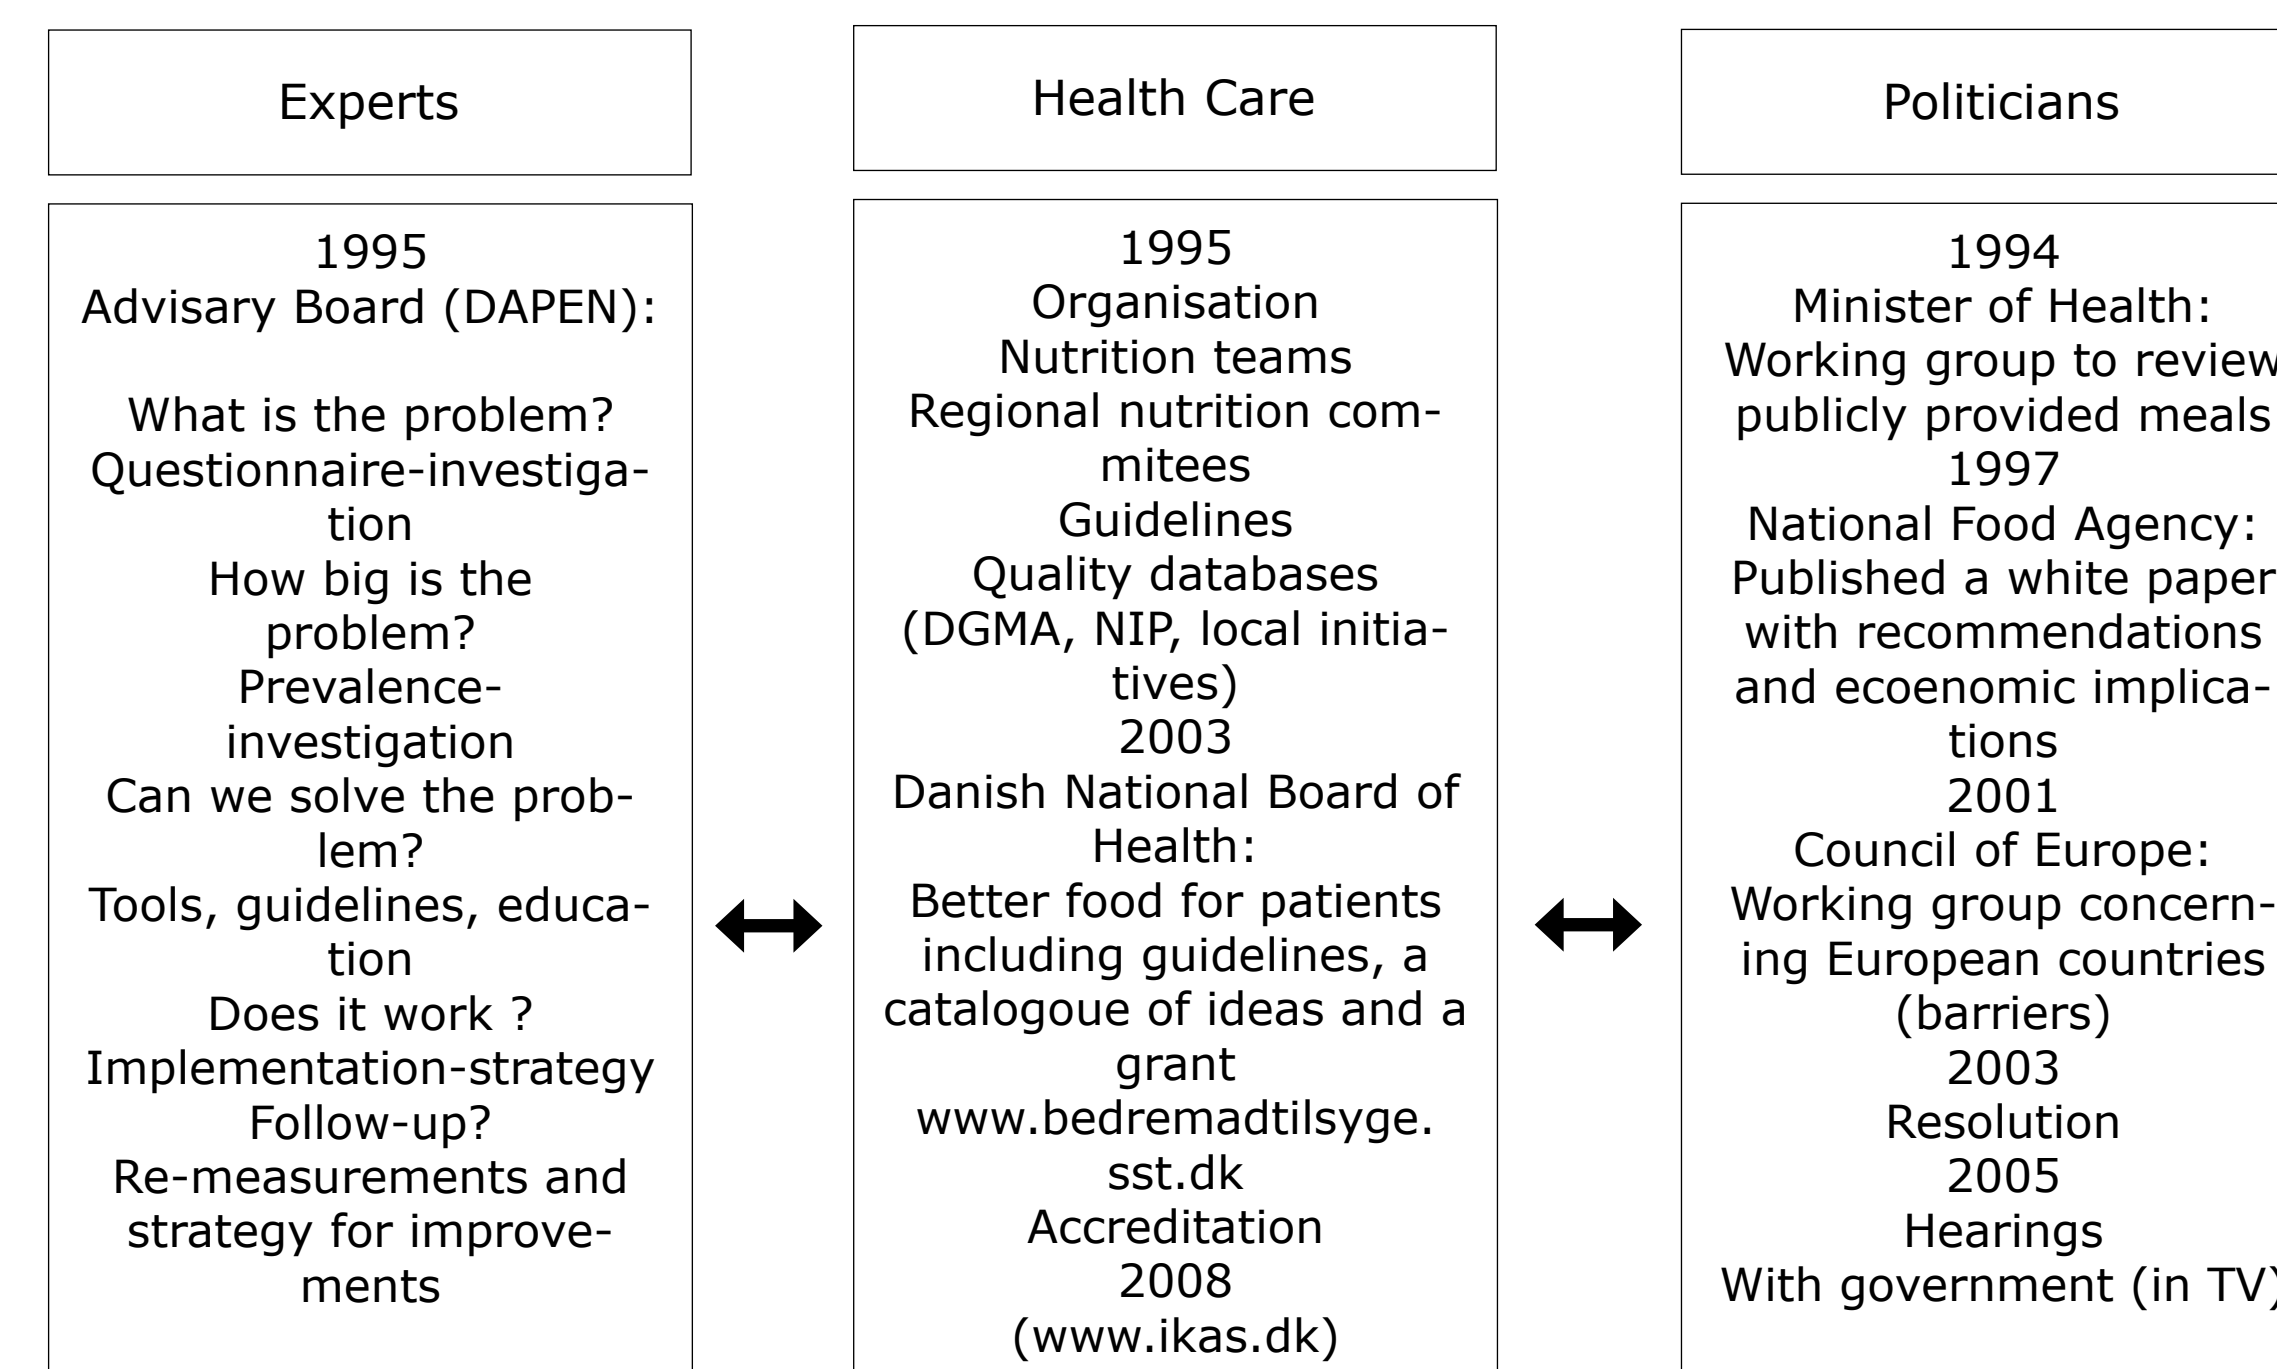 Experts
1995
Advisary Board (DAPEN):
What is the problem?
Questionnaire-investiga-
tion
How big is the
problem?
Prevalence-
investigation
Can we solve the prob-
lem?
Tools, guidelines, educa-
tion
Does it work ?
Implementation-strategy
Follow-up?
Re-measurements and
strategy for improve-
ments
Health Care
1995
Organisation
Nutrition teams
Regional nutrition com-
mitees
Guidelines
Quality databases
(DGMA, NIP, local initia-
tives)
2003
Danish National Board of
Health:
Better food for patients
including guidelines, a
catalogoue of ideas and a
grant
www.bedremadtilsyge.
sst.dk
Accreditation
2008
(www.ikas.dk)
Politicians
1994
Minister of Health:
Working group to review
publicly provided meals
1997
National Food Agency:
Published a white paper
with recommendations
and ecoenomic implica-
tions
2001
Council of Europe:
Working group concern-
ing European countries
(barriers)
2003
Resolution
2005
Hearings
With government (in TV)